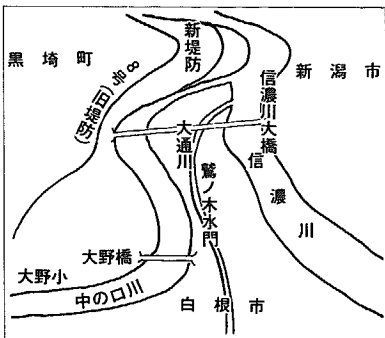 黒埼町
新堤防
新潟市
8号(旧堤防)
信濃川大橋
大通川
鷲ノ木水門
信濃川
大野橋
大野小
中の口川
白根市